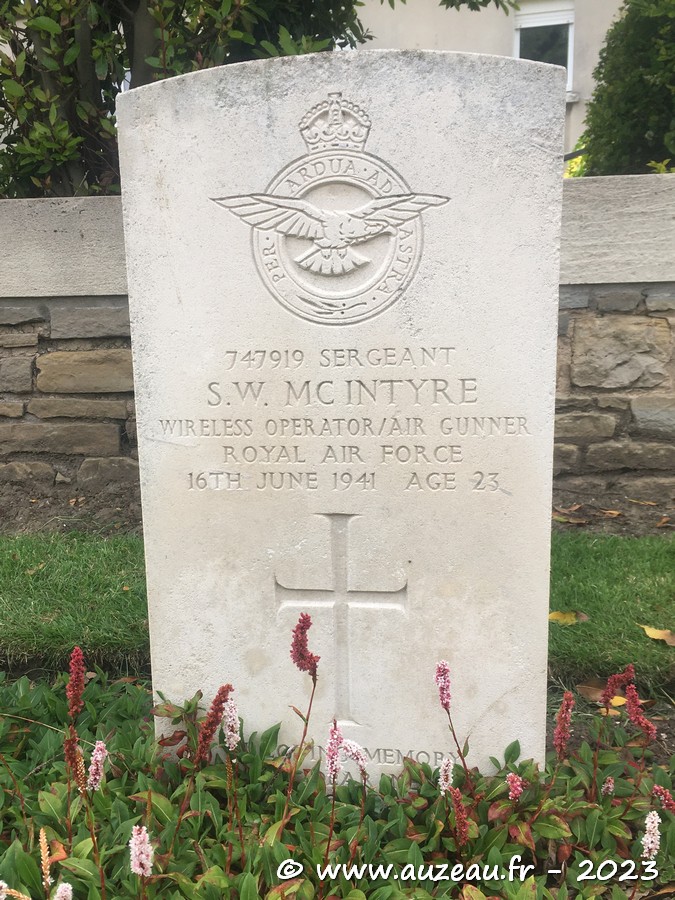 PER · ARDUA · AD ASTRA
747919 SERGEANT
S.W. MCINTYRE
WIRELESS OPERATOR/AIR GUNNER
ROYAL AIR FORCE
16TH JUNE 1941 AGE 23
MEMORY
© www.auzeau.fr - 2023